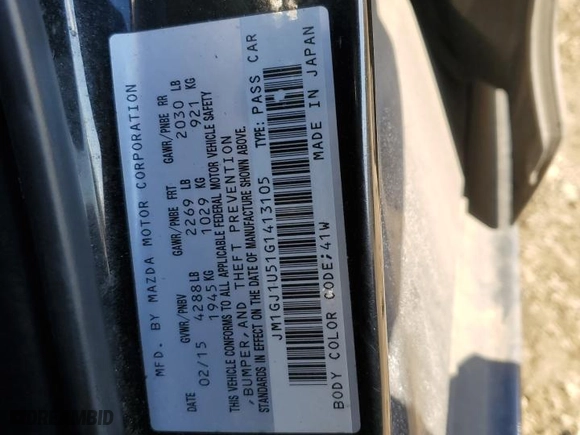 MFD. BY MAZDA MOTOR CORPORATION
GVWR/PNBV GAWR/PNBE FRT GAWR/PNBE RR
DATE 02/15 4288LB 2269 LB 2030 LB
1945KG 1029 KG 921 KG
THIS VEHICLE CONFORMS TO ALL APPLICABLE FEDERAL MOTOR VEHICLE SAFETY
,BUMPER,AND THEFT PREVENTION
STANDARDS IN EFFECT ON THE DATE OF MANUFACTURE SHOWN ABOVE.
JM1GJ1U51G1413105 TYPE: PASS CAR
MADE IN JAPAN
BODY COLOR CODE;41W